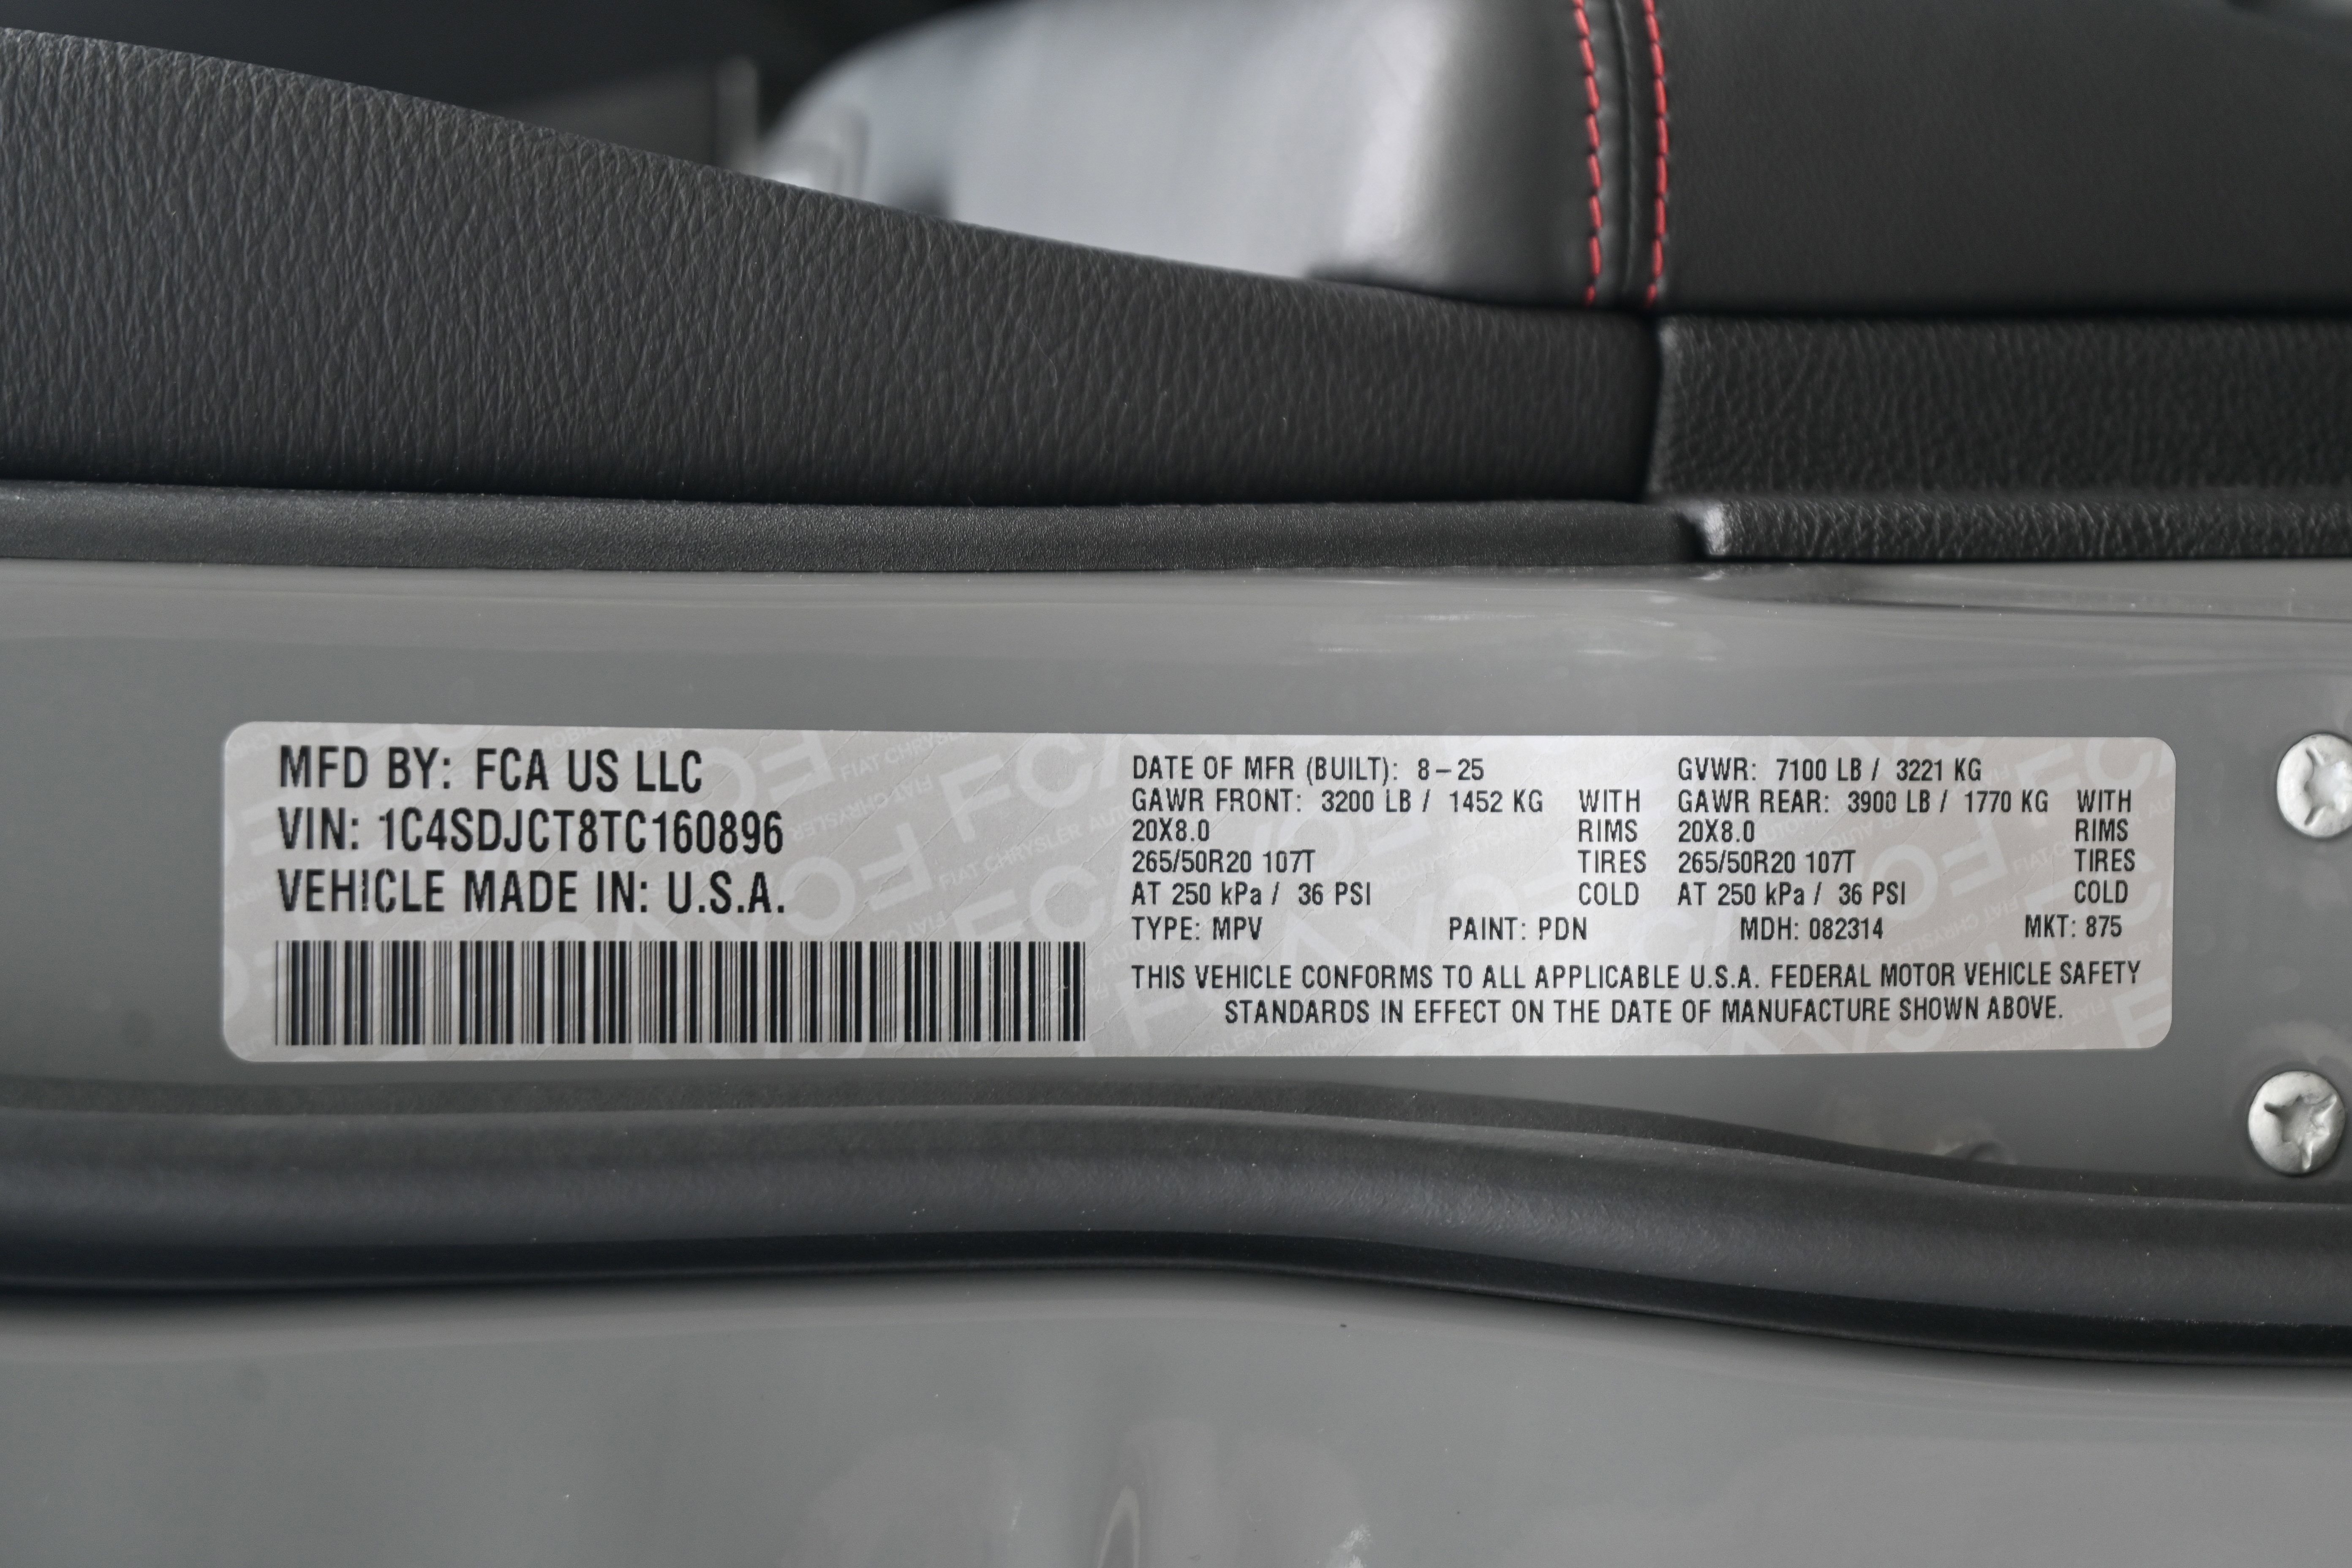 MFD BY: FCA US LLC
VIN: 1C4SDJCT8TC160896
VEHICLE MADE IN: U.S.A.
DATE OF MFR (BUILT): 8-25 GVWR: 7100 LB / 3221 KG
GAWR FRONT: 3200 LB / 1452 KG WITH GAWR REAR: 3900 LB / 1770 KG WITH
20X8.0 RIMS 20X8.0 RIMS
265/50R20 107T TIRES 265/50R20 107T TIRES
AT 250 kPa / 36 PSI COLD AT 250 kPa / 36 PSI COLD
TYPE: MPV PAINT: PDN MDH: 082314 MKT: 875
THIS VEHICLE CONFORMS TO ALL APPLICABLE U.S.A. FEDERAL MOTOR VEHICLE SAFETY
STANDARDS IN EFFECT ON THE DATE OF MANUFACTURE SHOWN ABOVE.